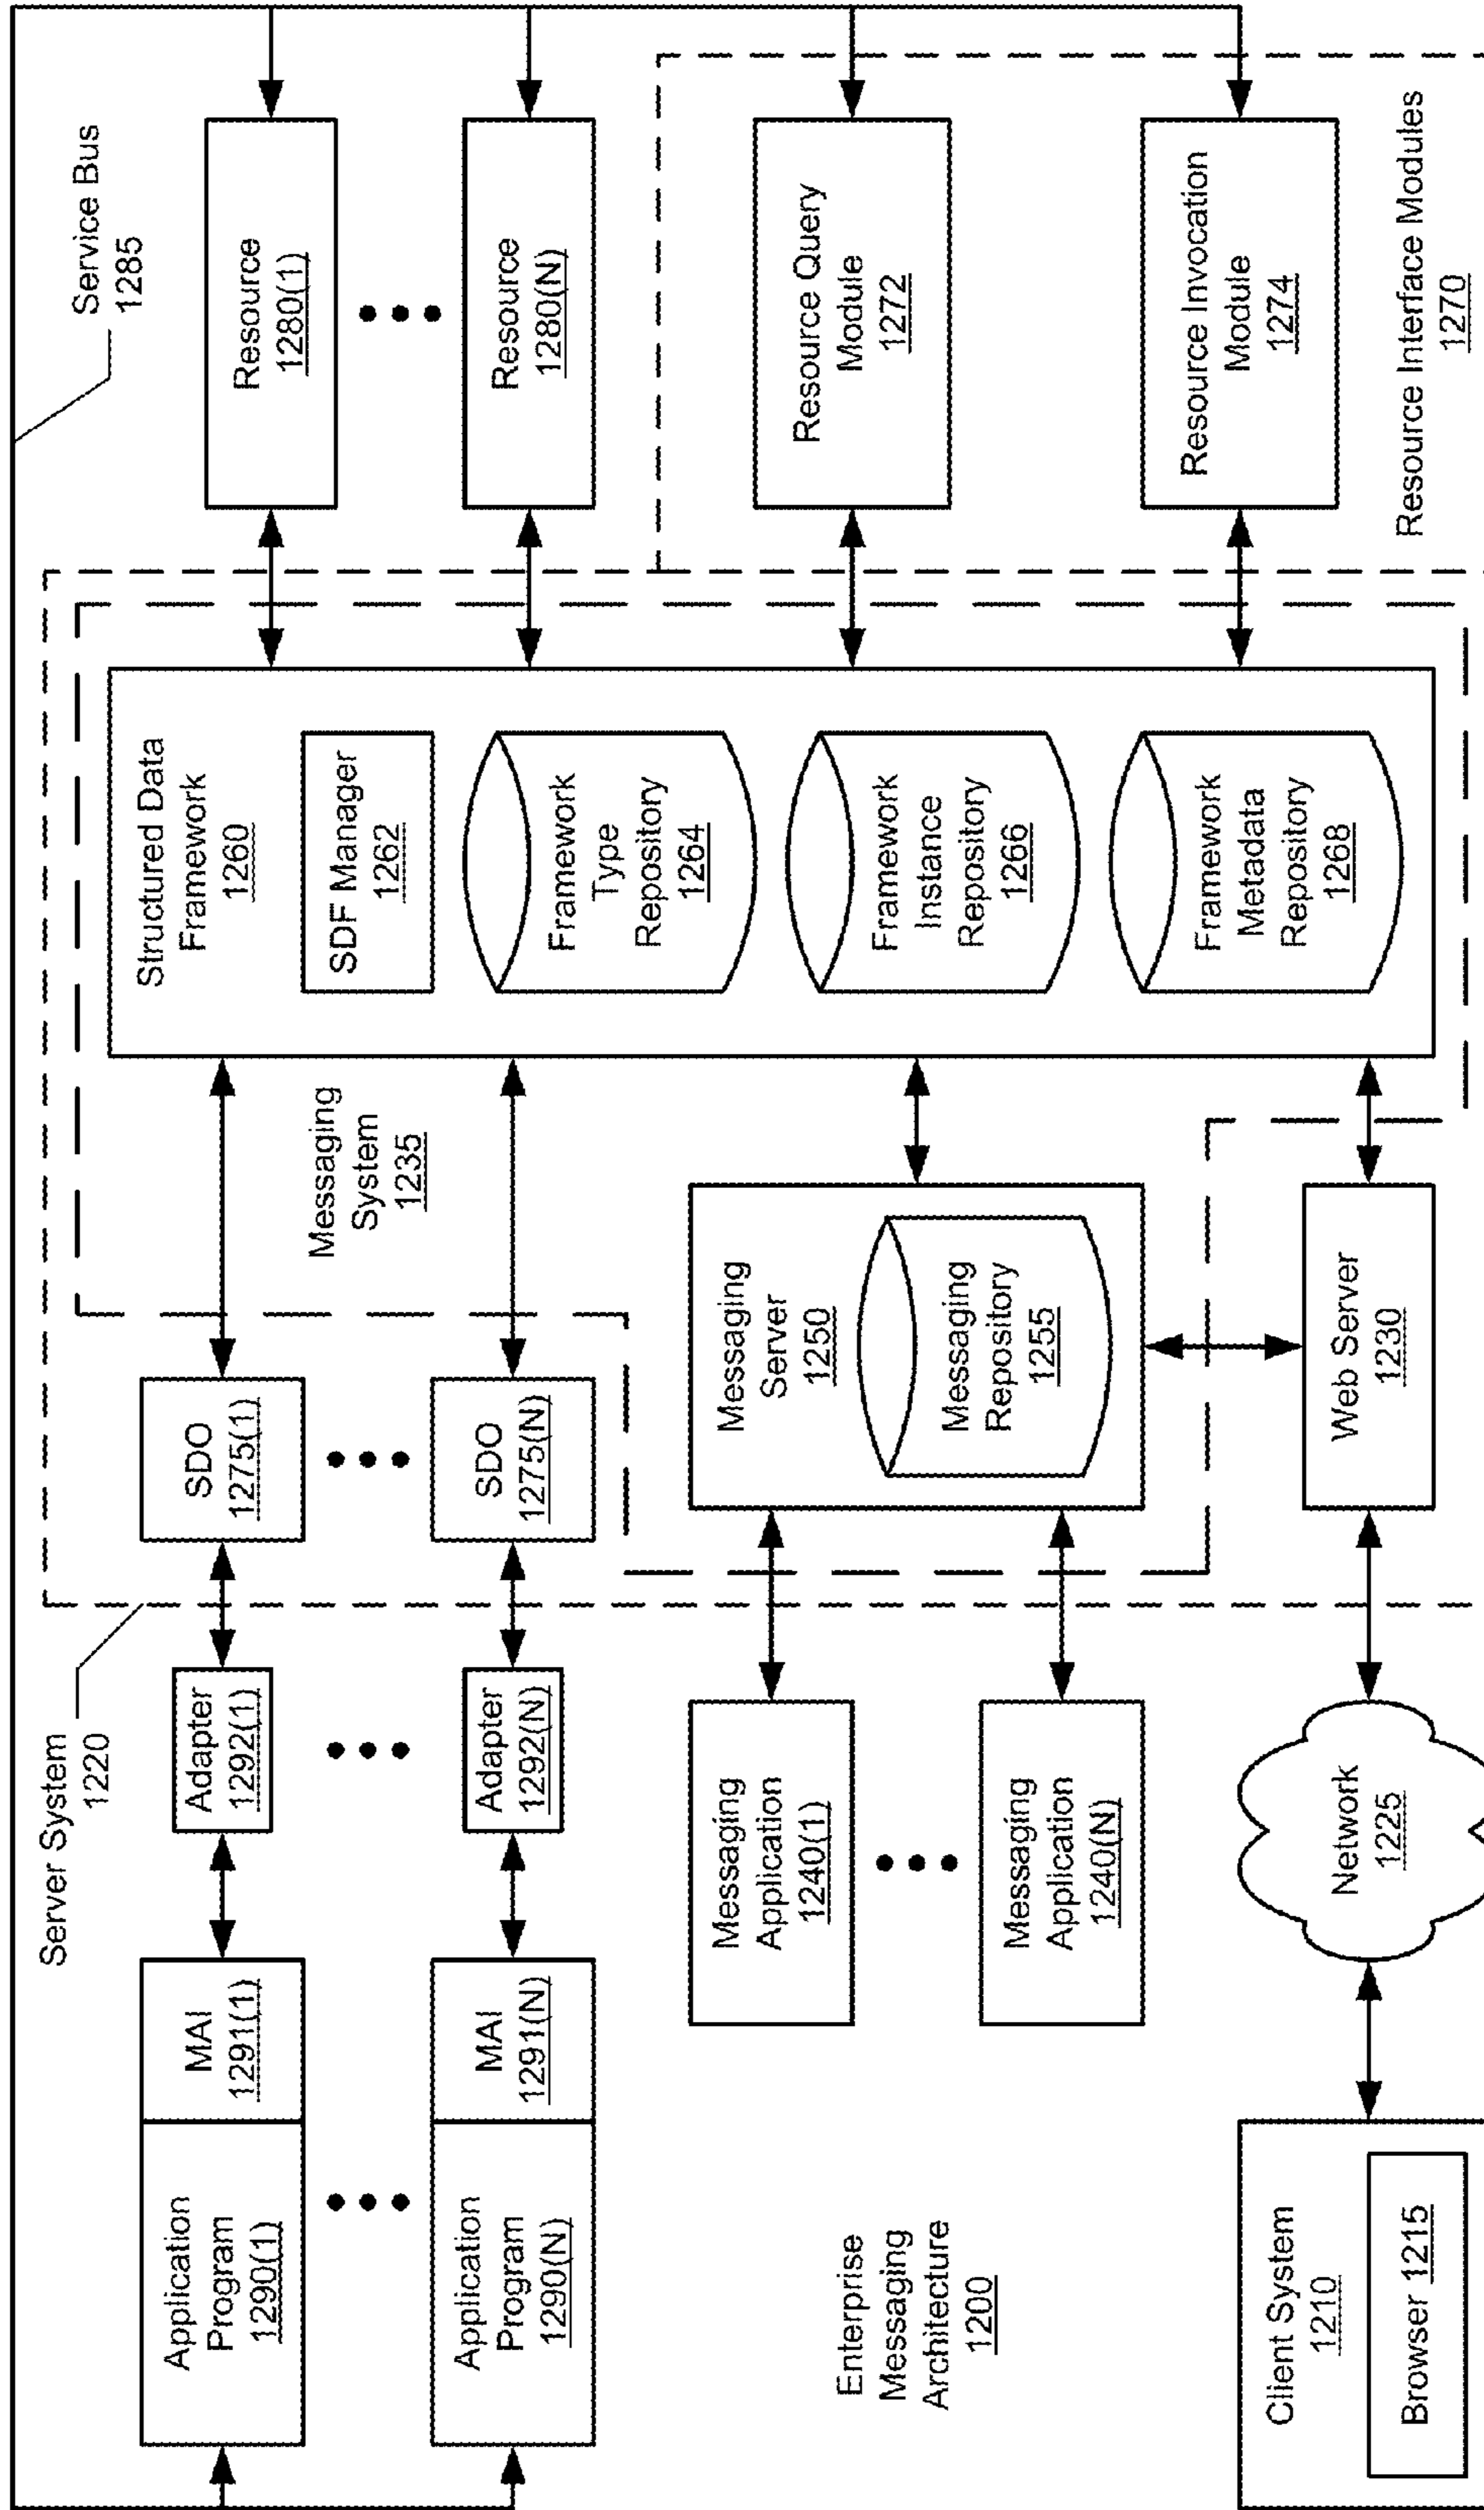 Service Bus
1285
Server System
1220
Application
Program
1290(1)
MAI
1291(1)
Adapter
1292(1)
SDO
1275(1)
Application
Program
1290(N)
MAI
1291(N)
Adapter
1292(N)
SDO
1275(N)
Messaging
System
1235
Structured Data
Framework
1260
SDF Manager
1262
Framework
Type
Repository
1264
Framework
Instance
Repository
1266
Framework
Metadata
Repository
1268
Resource
1280(1)
Resource
1280(N)
Resource Query
Module
1272
Resource Invocation
Module
1274
Resource Interface Modules
1270
Enterprise
Messaging
Architecture
1200
Messaging
Application
1240(1)
Messaging
Application
1240(N)
Messaging
Server
1250
Messaging
Repository
1255
Client System
1210
Browser 1215
Network
1225
Web Server
1230